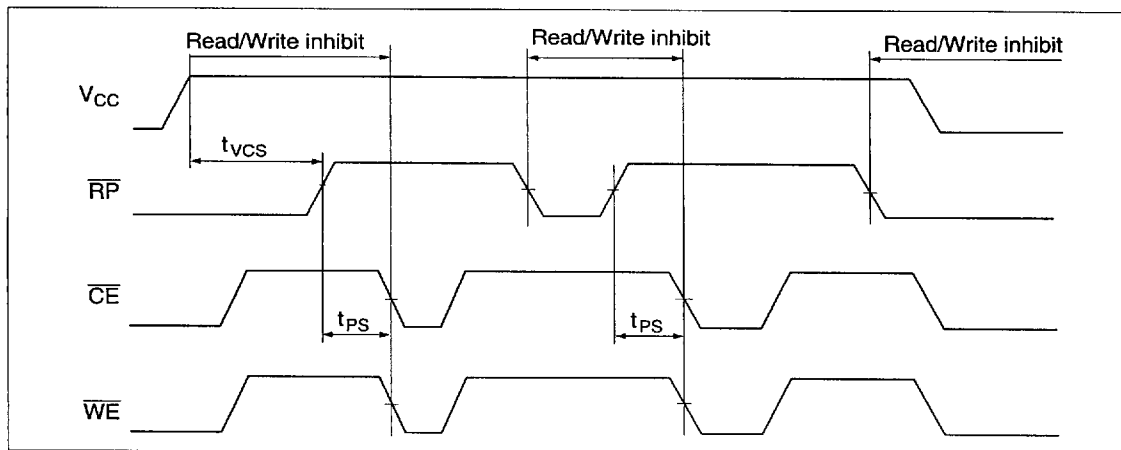 Read/Write inhibit Read/Write inhibit Read/Write inhibit
VCC
tVCS
RP
CE
tPS tPS
WE